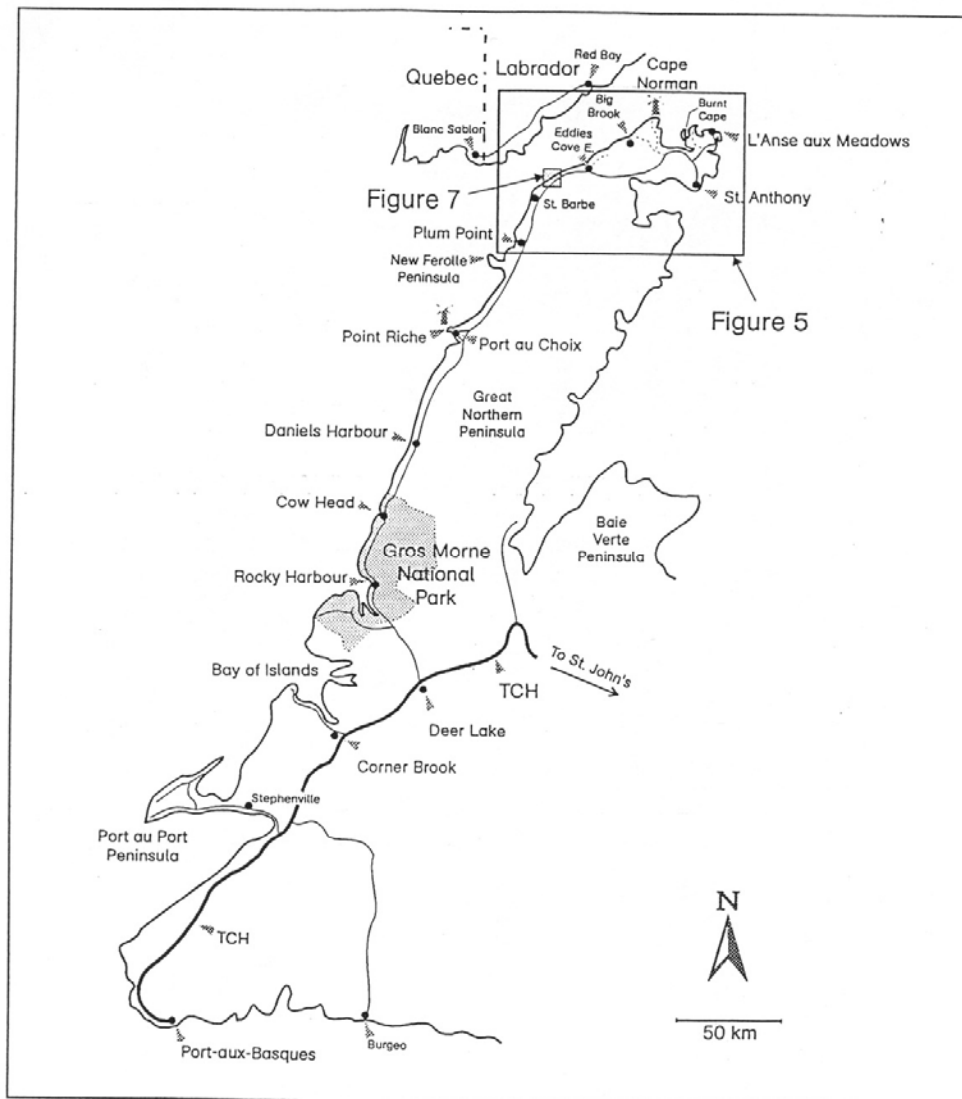 Red Bay
Cape
Norman
Labrador
Quebec
Big
Brook
Burnt
Cape
Blanc Sablon
Eddies
Cove E.
L'Anse aux Meadows
Figure 7
St. Barbe
St. Anthony
Plum Point
New Ferolle
Peninsula
Figure 5
Point Riche
Port au Choix
Great
Northern
Peninsula
Daniels Harbour
Cow Head
Baie
Verte
Peninsula
Gros Morne
National
Park
Rocky Harbour
To St. John's
Bay of Islands
TCH
Deer Lake
Corner Brook
Stephenville
Port au Port
Peninsula
N
TCH
50 km
Port-aux-Basques
Burgeo